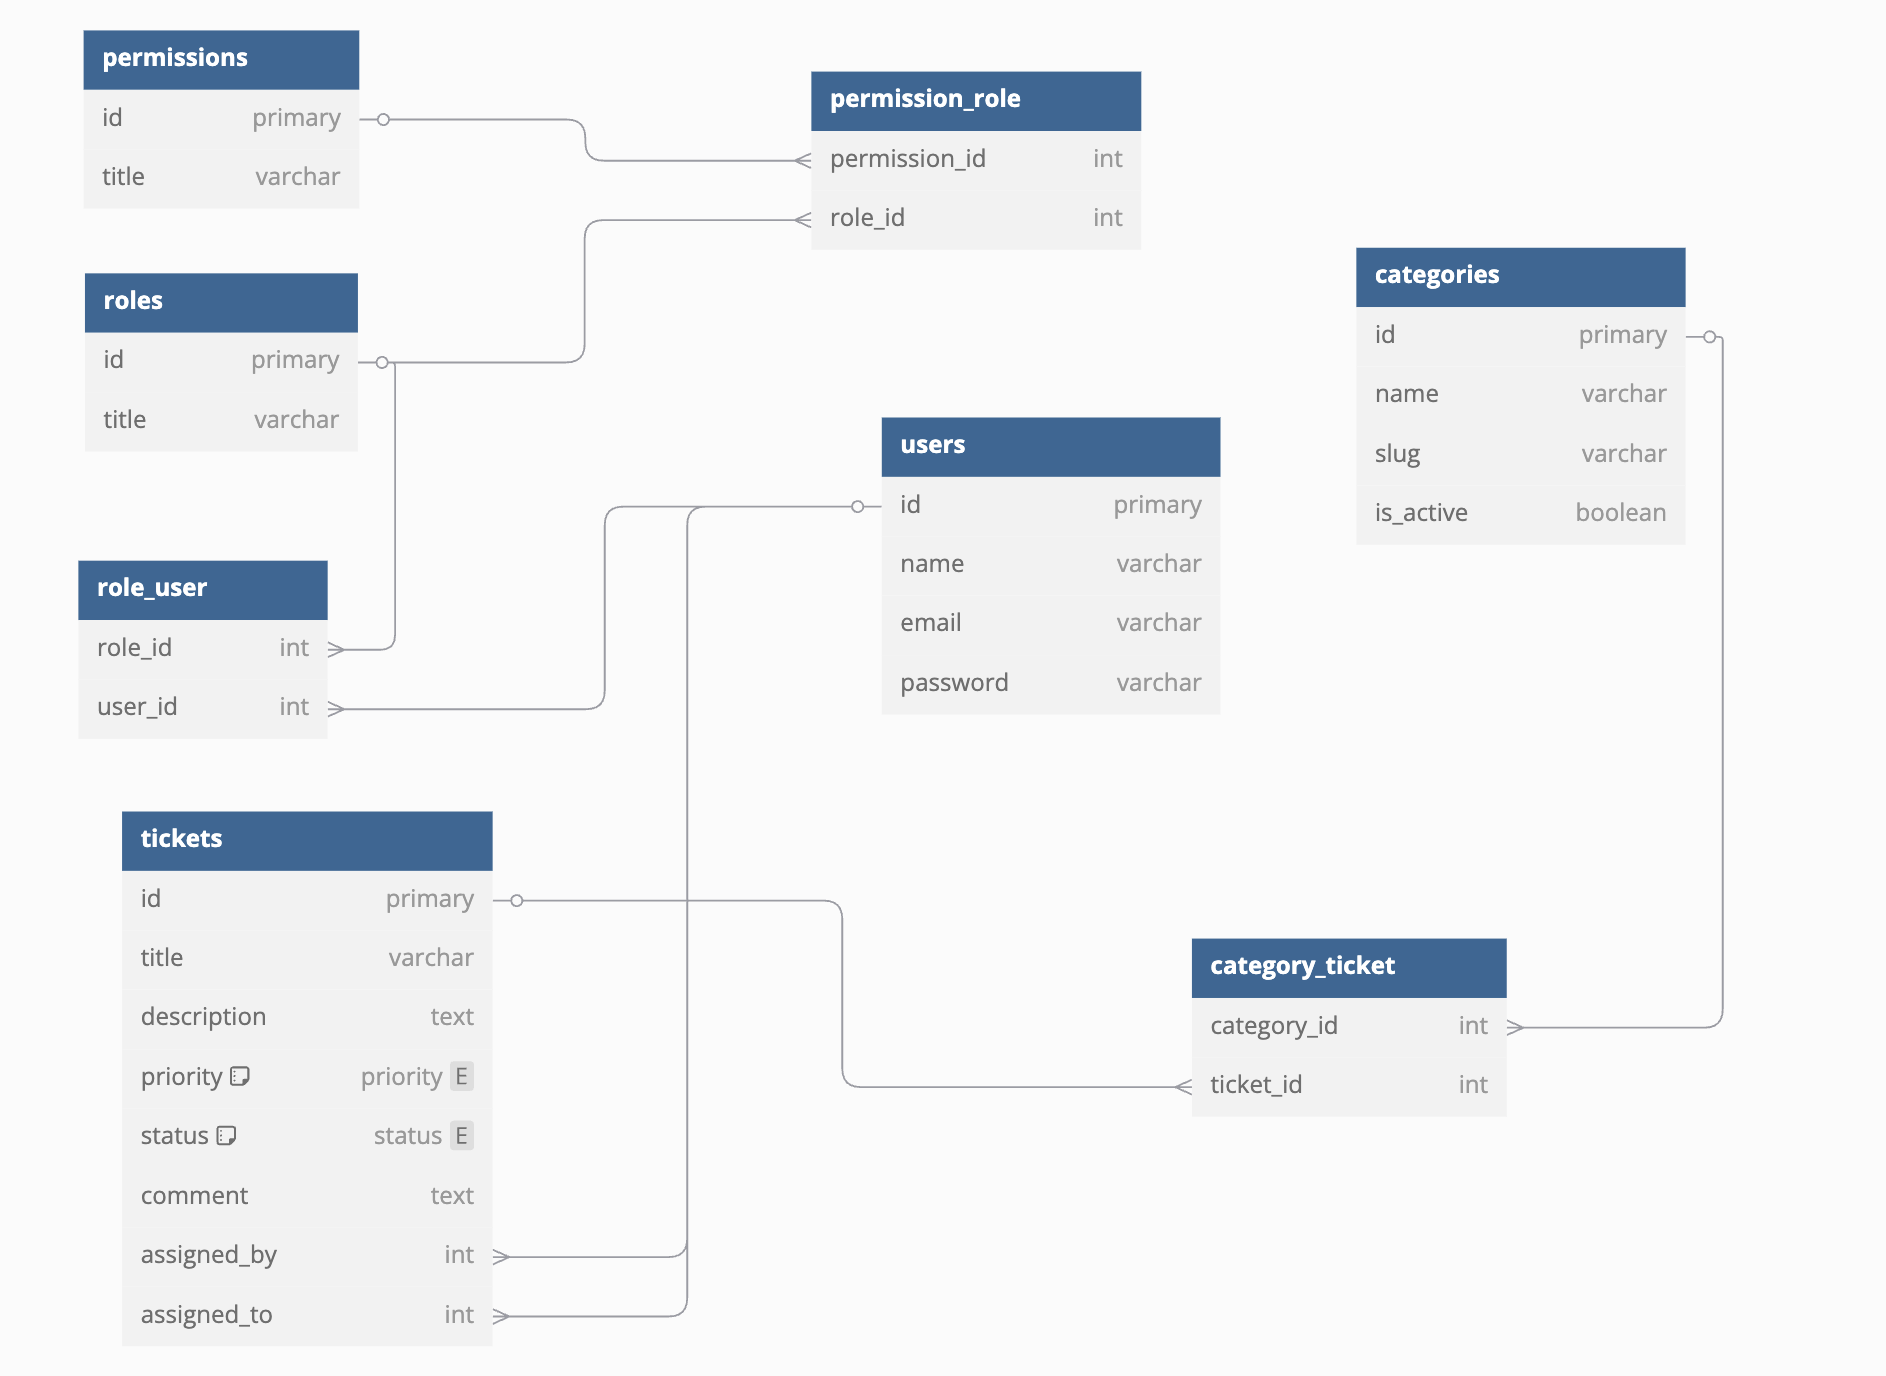 permissions
id primary
title varchar
permission_role
permission_id int
role_id int
roles
id primary
title varchar
categories
id primary
name varchar
slug varchar
is_active boolean
users
id primary
name varchar
email varchar
password varchar
role_user
role_id int
user_id int
tickets
id primary
title varchar
description text
priority priority E
status status E
comment text
assigned_by int
assigned_to int
category_ticket
category_id int
ticket_id int